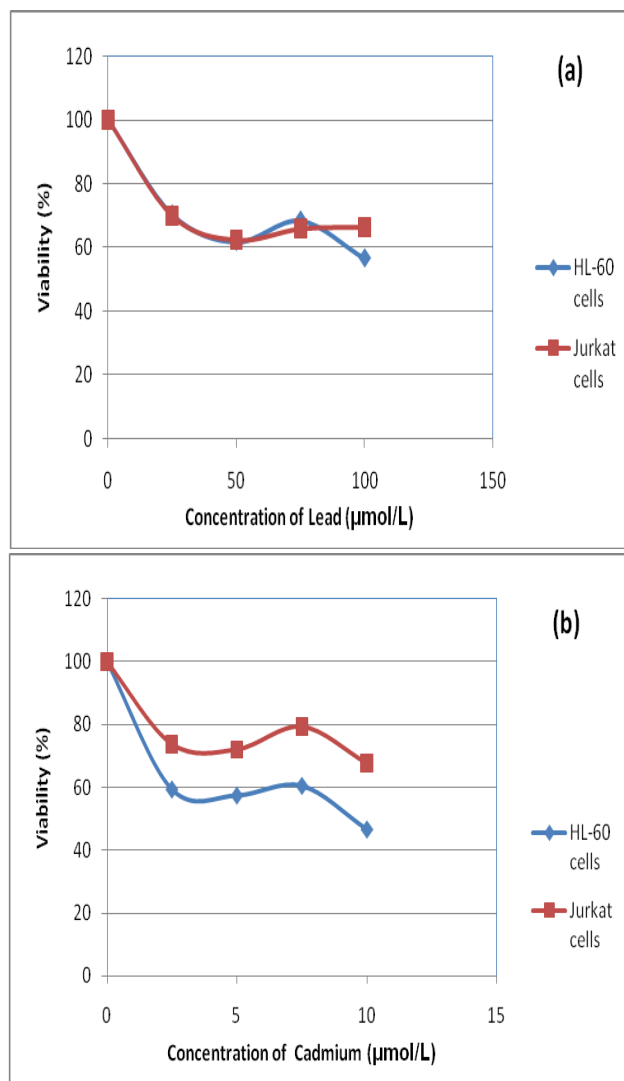 (a)
120
100
80
60
40
20
0
Viability (%)
0 50 100 150
Concentration of Lead (µmol/L)
HL-60
cells
Jurkat
cells
(b)
120
100
80
60
40
20
0
Viability (%)
0 5 10 15
Concentration of Cadmium (µmol/L)
HL-60
cells
Jurkat
cells